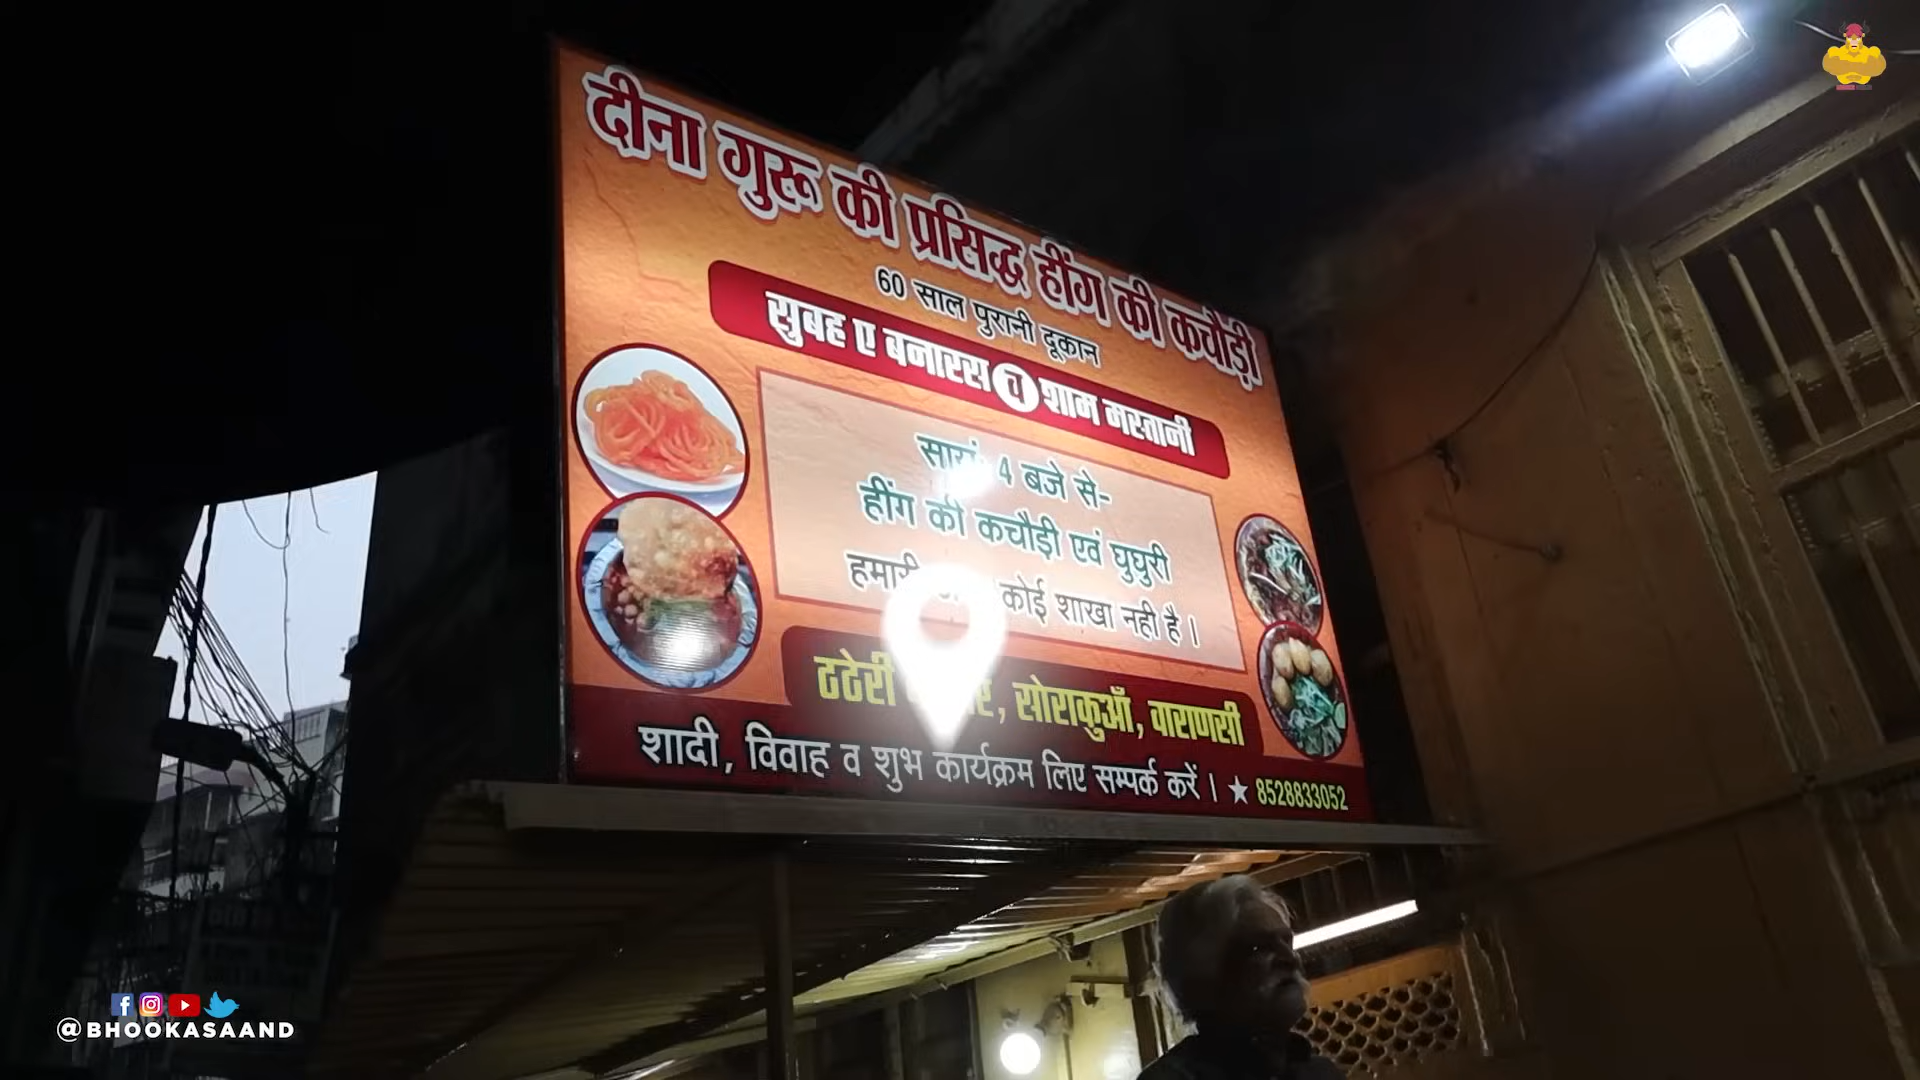 दीना गुरू की प्रसिद्ध हींग की कचौड़ी
60 साल पुरानी दूकान
सुबह ए बनारस व शाम मस्तानी
सायं 4 बजे से-
हींग की कचौड़ी एवं घुघुरी
हमारी कोई शाखा नही है।
ठठेरी सोराकुआँ, वाराणसी
शादी, विवाह व शुभ कार्यक्रम लिए सम्पर्क करें। ★ 8528833052
@BHOOKASAAND